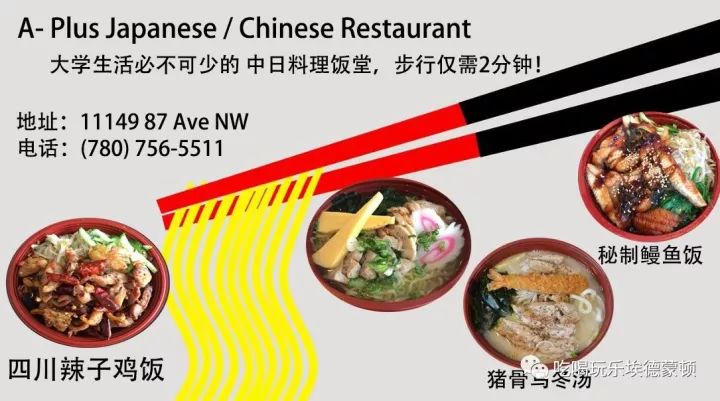 A- Plus Japanese / Chinese Restaurant
大学生活必不可少的 中日料理饭堂，步行仅需2分钟！
地址：11149 87 Ave NW
电话：(780) 756-5511
秘制鳗鱼饭
四川辣子鸡饭
猪骨乌冬汤
吃喝玩乐埃德蒙顿